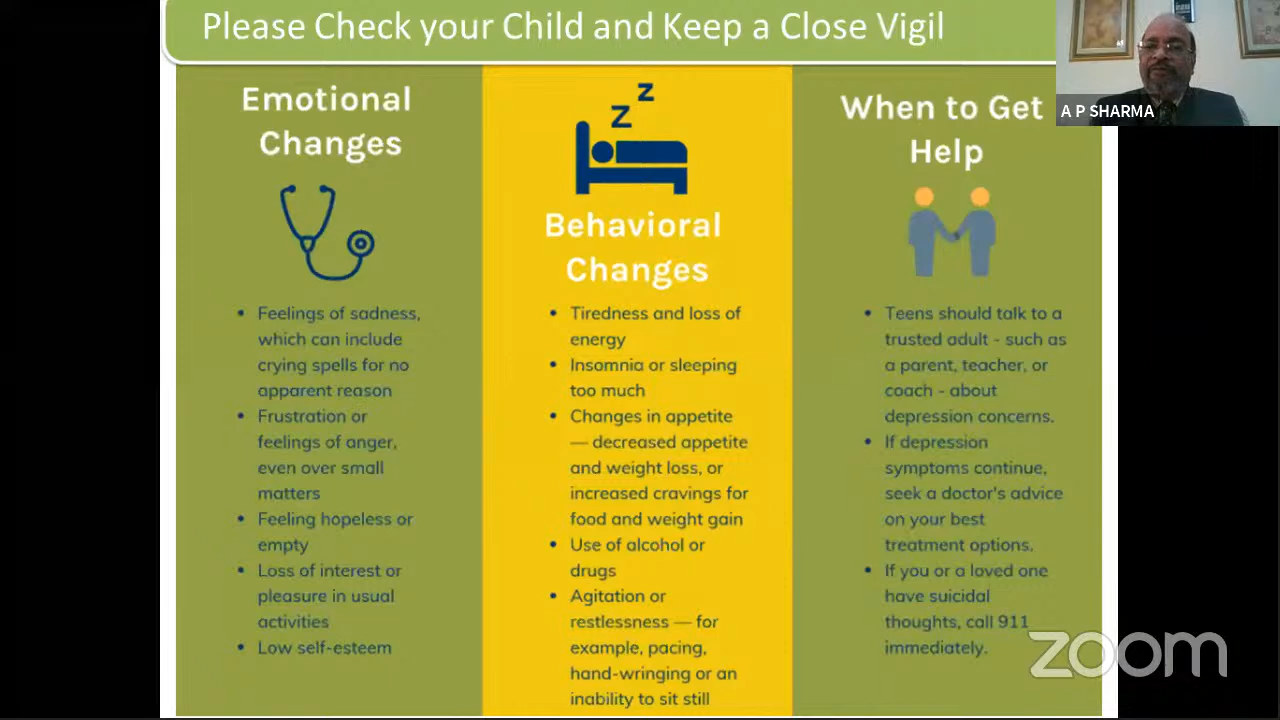 Please Check your Child and Keep a Close Vigil
A P SHARMA
Emotional
Changes
Feelings of sadness,
which can include
crying spells for no
apparent reason
Frustration or
feelings of anger,
even over small
matters
Feeling hopeless or
empty
Loss of interest or
pleasure in usual
activities
Low self-esteem
z
Z
Behavioral
Changes
Tiredness and loss of
energy
Insomnia or sleeping
too much
Changes in appetite
— decreased appetite
and weight loss, or
increased cravings for
food and weight gain
Use of alcohol or
drugs
Agitation or
restlessness — for
example, pacing,
hand-wringing or an
inability to sit still
When to Get
Help
Teens should talk to a
trusted adult - such as
a parent, teacher, or
coach - about
depression concerns.
If depression
symptoms continue,
seek a doctor's advice
on your best
treatment options.
If you or a loved one
have suicidal
thoughts, call 911
immediately.
zoom